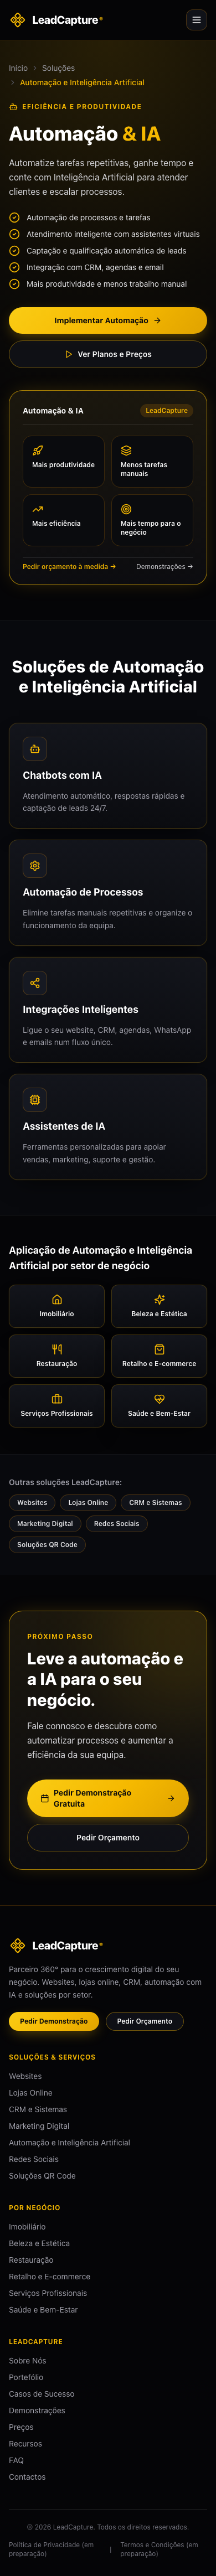 LeadCapture®
Início > Soluções
> Automação e Inteligência Artificial
EFICIÊNCIA E PRODUTIVIDADE
Automação & IA
Automatize tarefas repetitivas, ganhe tempo e
controle com Inteligência Artificial para atender
clientes e escalar processos.
Automação de processos e tarefas
Atendimento inteligente com assistentes virtuais
Captação e qualificação automática de leads
Integração com CRM, agendas e email
Mais produtividade e menos trabalho manual
Implementar Automação →
Ver Planos e Preços
Automação & IA
LeadCapture
Mais produtividade
Menos tarefas
manuais
Mais eficiência
Mais tempo para o
negócio
Pedir orçamento à medida →
Demonstrações →
Soluções de Automação
e Inteligência Artificial
Chatbots com IA
Atendimento automático, respostas rápidas e
captação de leads 24/7.
Automação de Processos
Elimine tarefas manuais repetitivas e organize o
funcionamento da equipa.
Integrações Inteligentes
Ligue o seu website, CRM, agendas, WhatsApp
e emails num fluxo único.
Assistentes de IA
Ferramentas personalizadas para apoiar
vendas, marketing, suporte e gestão.
Aplicação de Automação e Inteligência
Artificial por setor de negócio
Imobiliário
Beleza e Estética
Restauração
Retalho e E-commerce
Serviços Profissionais
Saúde e Bem-Estar
Outras soluções LeadCapture:
Websites
Lojas Online
CRM e Sistemas
Marketing Digital
Redes Sociais
Soluções QR Code
PRÓXIMO PASSO
Leve a automação e
a IA para o seu
negócio.
Fale connosco e descubra como
automatizar processos e aumentar a
eficiência da sua equipa.
Pedir Demonstração
Gratuita →
Pedir Orçamento
LeadCapture®
Parceiro 360° para o crescimento digital do seu
negócio. Websites, lojas online, CRM, automação com
IA e soluções por setor.
Pedir Demonstração
Pedir Orçamento
SOLUÇÕES & SERVIÇOS
Websites
Lojas Online
CRM e Sistemas
Marketing Digital
Automação e Inteligência Artificial
Redes Sociais
Soluções QR Code
POR NEGÓCIO
Imobiliário
Beleza e Estética
Restauração
Retalho e E-commerce
Serviços Profissionais
Saúde e Bem-Estar
LEADCAPTURE
Sobre Nós
Portefólio
Casos de Sucesso
Demonstrações
Preços
Recursos
FAQ
Contactos
© 2026 LeadCapture. Todos os direitos reservados.
Política de Privacidade (em
preparação)
|
Termos e Condições (em
preparação)